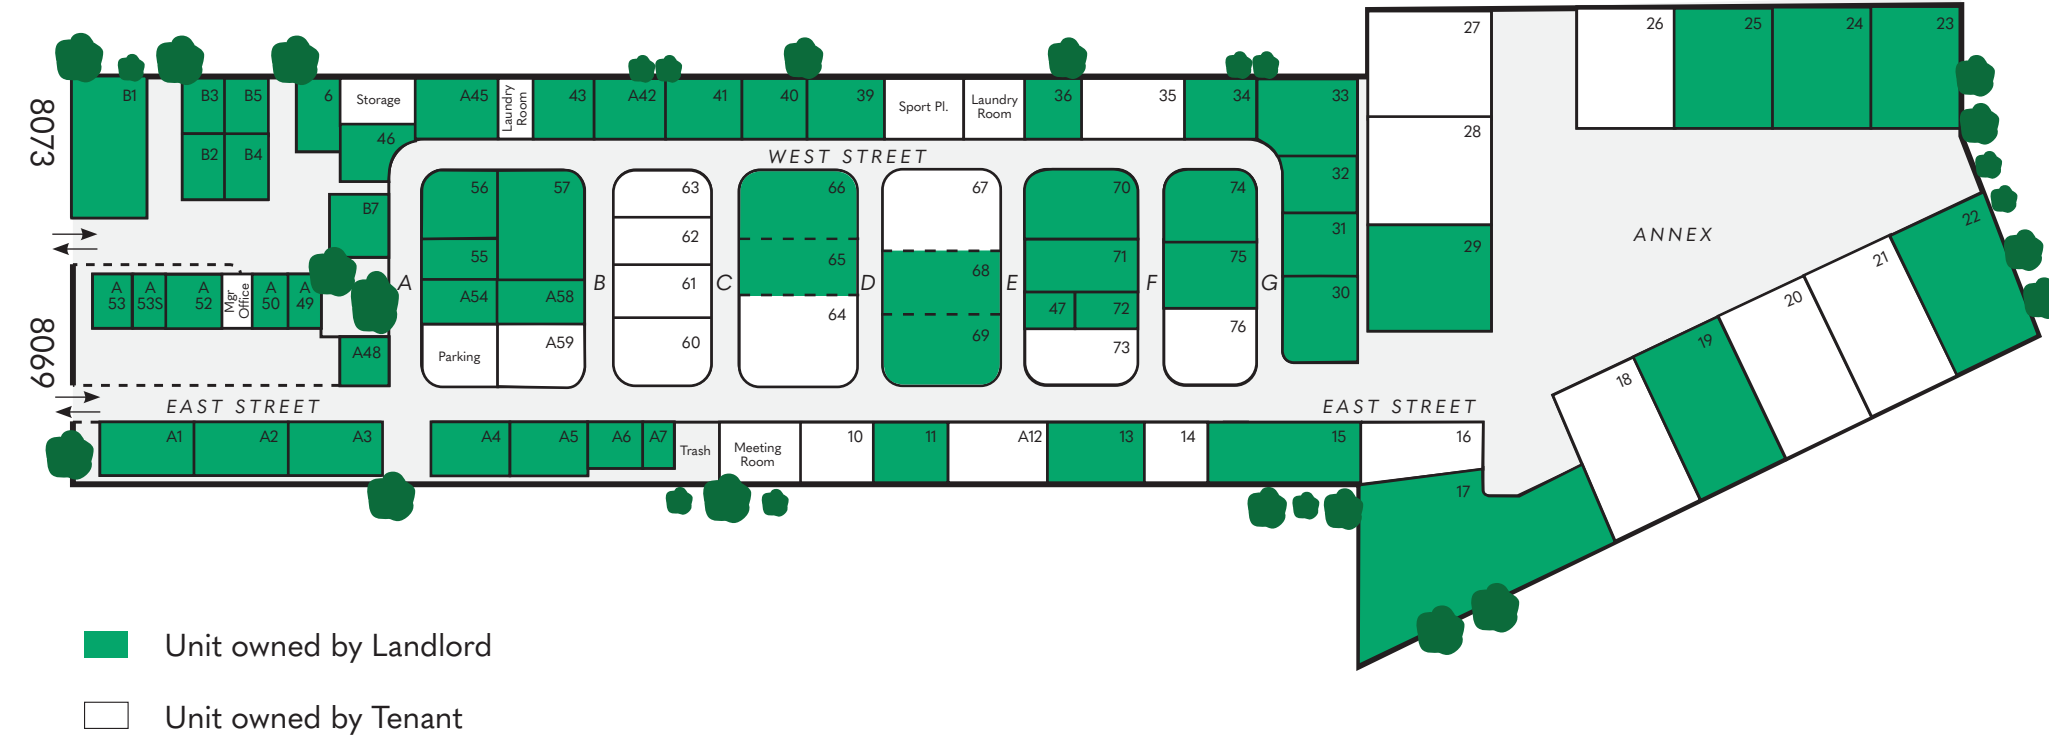 27
26
25
24
23
8073
B1
B3
B5
6
Storage
A45
Laundry
Room
43
A42
41
40
39
Sport Pl.
Laundry
Room
36
35
34
33
28
46
B2
B4
WEST STREET
32
B7
56
57
63
66
67
70
74
31
22
62
ANNEX
29
55
65
68
71
75
21
A
B
C
D
E
F
G
A
53
A
53S
A
52
Mgr
Office
A
50
A
49
A54
A58
61
64
47
72
30
20
76
8069
A48
Parking
A59
60
69
73
19
18
EAST STREET
EAST STREET
A1
A2
A3
A4
A5
A6
A7
Trash
Meeting
Room
10
11
A12
13
14
15
16
17
Unit owned by Landlord
Unit owned by Tenant